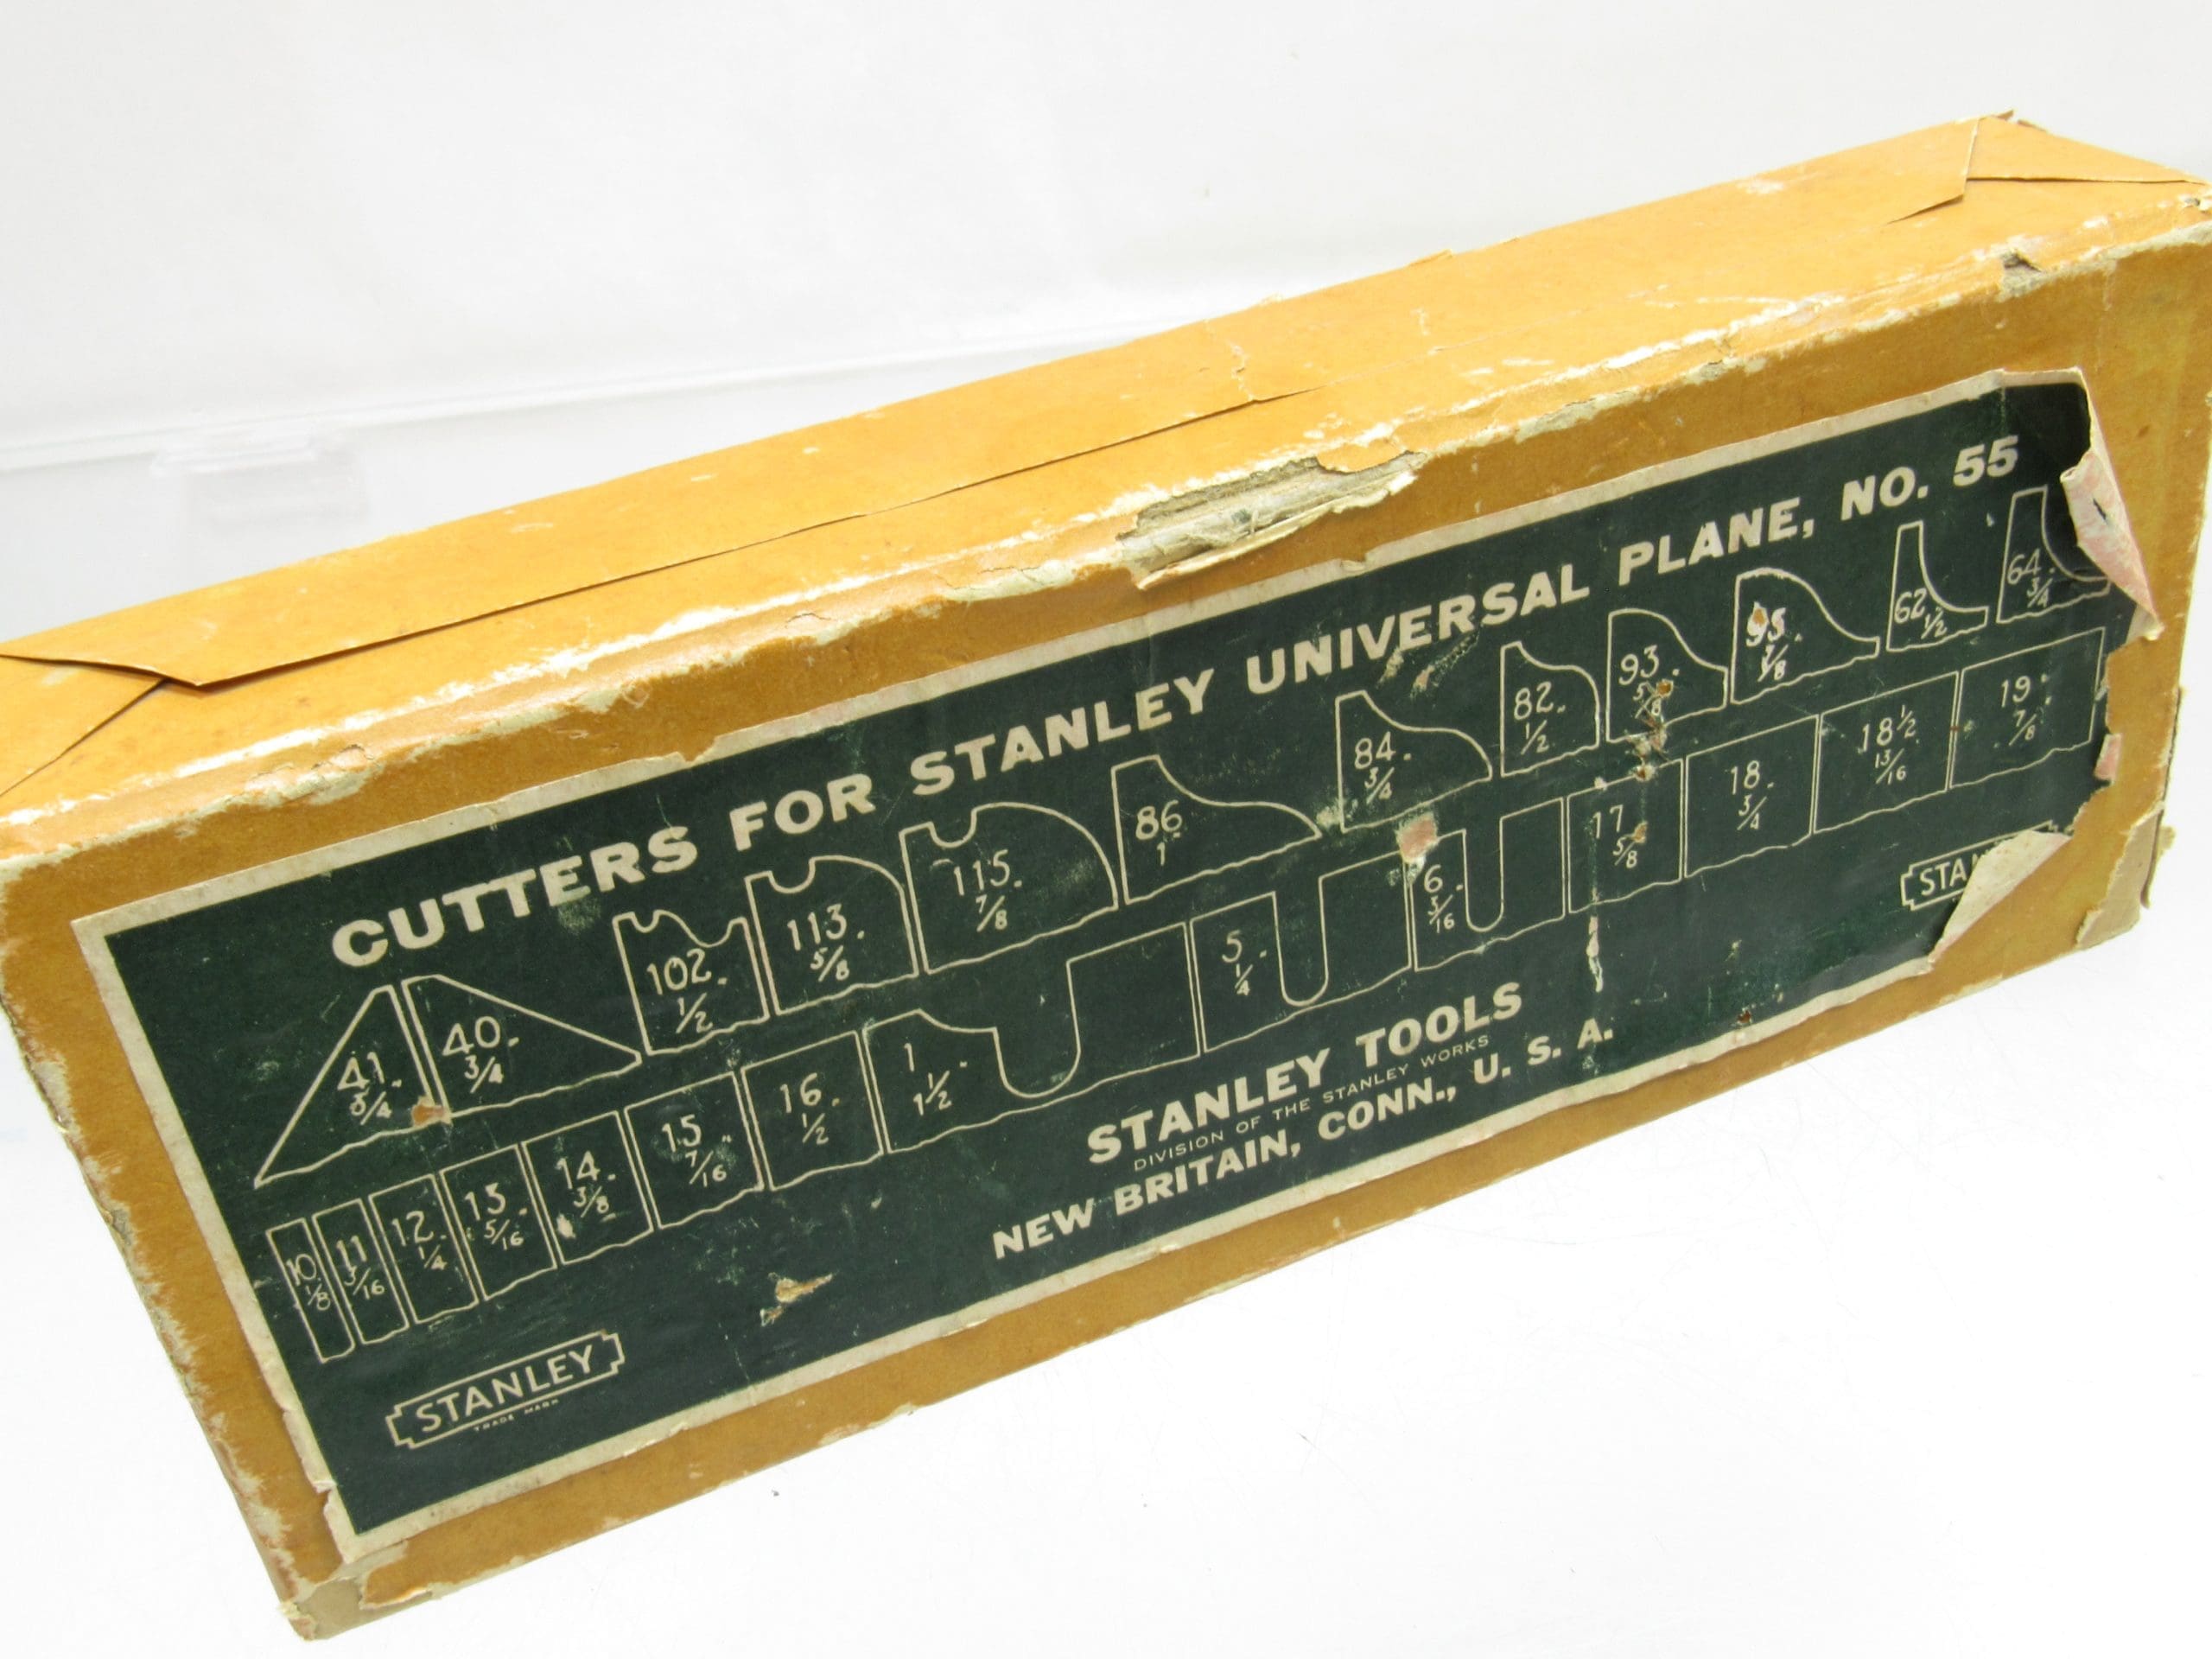 CUTTERS FOR STANLEY UNIVERSAL PLANE, NO. 55
41. 3/4 40. 3/4 102. 1/2 113. 5/8 115. 7/8 86 1" 84. 3/4 82. 1/2 93. 5/8 95. 7/8 62. 1/2 64. 3/4
10 1/8 11 3/16 12. 1/4 13. 5/16 14. 3/8 15. 7/16 16. 1/2 1. 1 1/2 5. 1/4 6. 3/16 17. 5/8 18. 3/4 18 1/2. 13/16 19. 7/8
STANLEY TOOLS
DIVISION OF THE STANLEY WORKS
NEW BRITAIN, CONN., U. S. A.
STANLEY
TRADE MARK
STA